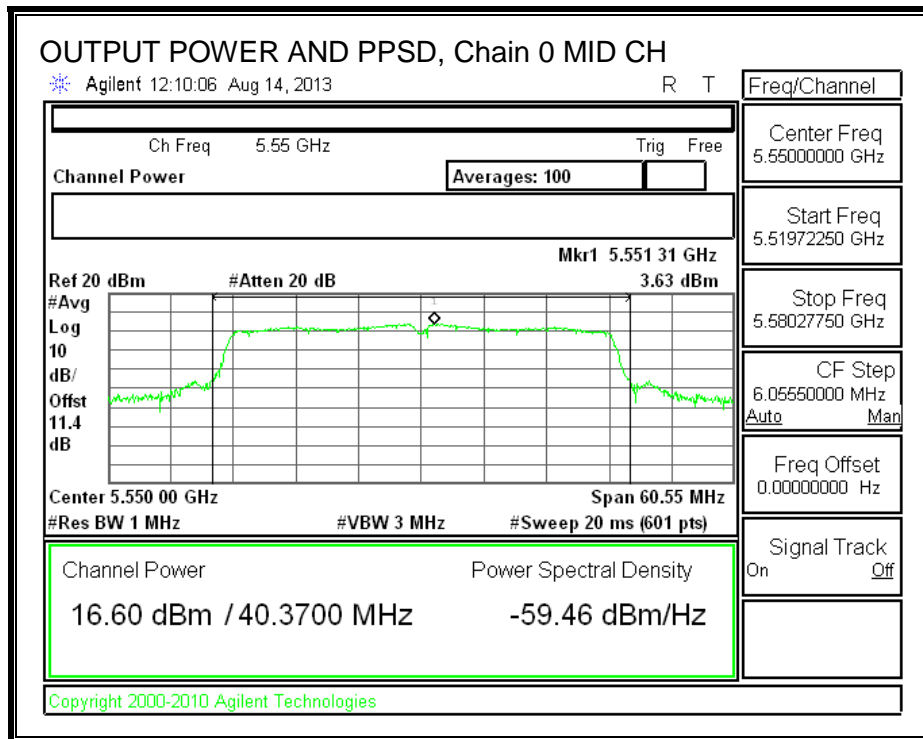 OUTPUT POWER AND PPSD, Chain 0 MID CH
Agilent 12:10:06 Aug 14, 2013 R T
Freq/Channel
Ch Freq 5.55 GHz Trig Free
Channel Power Averages: 100
Mkr1 5.551 31 GHz
Ref 20 dBm #Atten 20 dB 3.63 dBm
#Avg
Log
10
dB/
Offst
11.4
dB
1
Center 5.550 00 GHz Span 60.55 MHz
#Res BW 1 MHz #VBW 3 MHz #Sweep 20 ms (601 pts)
Channel Power Power Spectral Density
16.60 dBm / 40.3700 MHz -59.46 dBm/Hz
Center Freq
5.55000000 GHz
Start Freq
5.51972250 GHz
Stop Freq
5.58027750 GHz
CF Step
6.05550000 MHz
Auto Man
Freq Offset
0.00000000 Hz
Signal Track
On Off
Copyright 2000-2010 Agilent Technologies